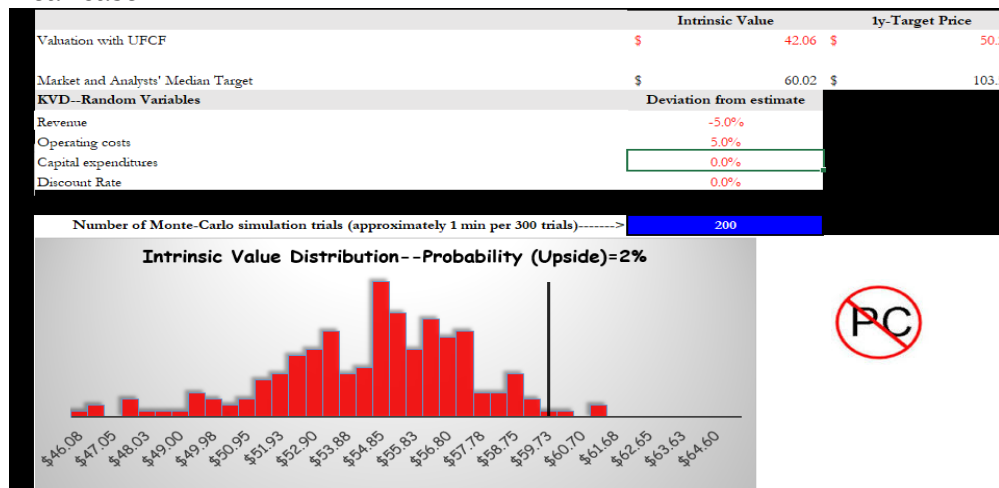 Intrinsic Value 1y-Target Price
Valuation with UFCF $ 42.06 $ 50.
Market and Analysts' Median Target $ 60.02 $ 103.
KVD--Random Variables Deviation from estimate
Revenue -5.0%
Operating costs 5.0%
Capital expenditures 0.0%
Discount Rate 0.0%
Number of Monte-Carlo simulation trials (approximately 1 min per 300 trials)-------> 200
Intrinsic Value Distribution--Probability (Upside)=2%
PC
$46.08 $47.05 $48.03 $49.00 $49.98 $50.95 $51.93 $52.90 $53.88 $54.85 $55.83 $56.80 $57.78 $58.75 $59.73 $60.70 $61.68 $62.65 $63.63 $64.60